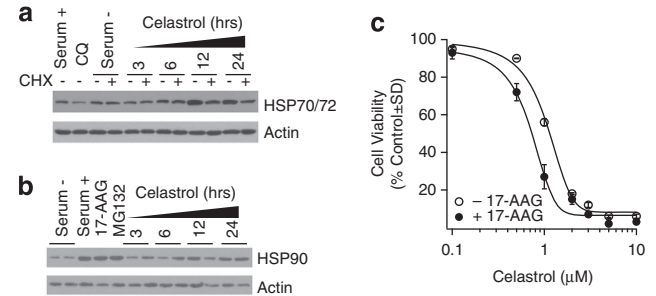 a
Serum +
CQ
Serum -
Celastrol (hrs)
3
6
12
24
CHX - - - + - + - + - + - +
HSP70/72
Actin
b
Serum -
Serum +
17-AAG
MG132
Celastrol (hrs)
3
6
12
24
HSP90
Actin
c
Cell Viability
(% Control±SD)
100
80
60
40
20
− 17-AAG
+ 17-AAG
0.1
1
10
Celastrol (μM)